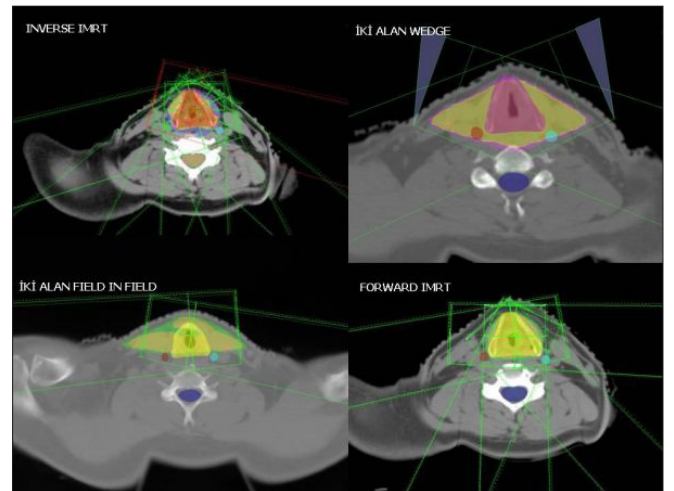 INVERSE IMRT
İKİ ALAN WEDGE
İKİ ALAN FIELD IN FIELD
FORWARD IMRT